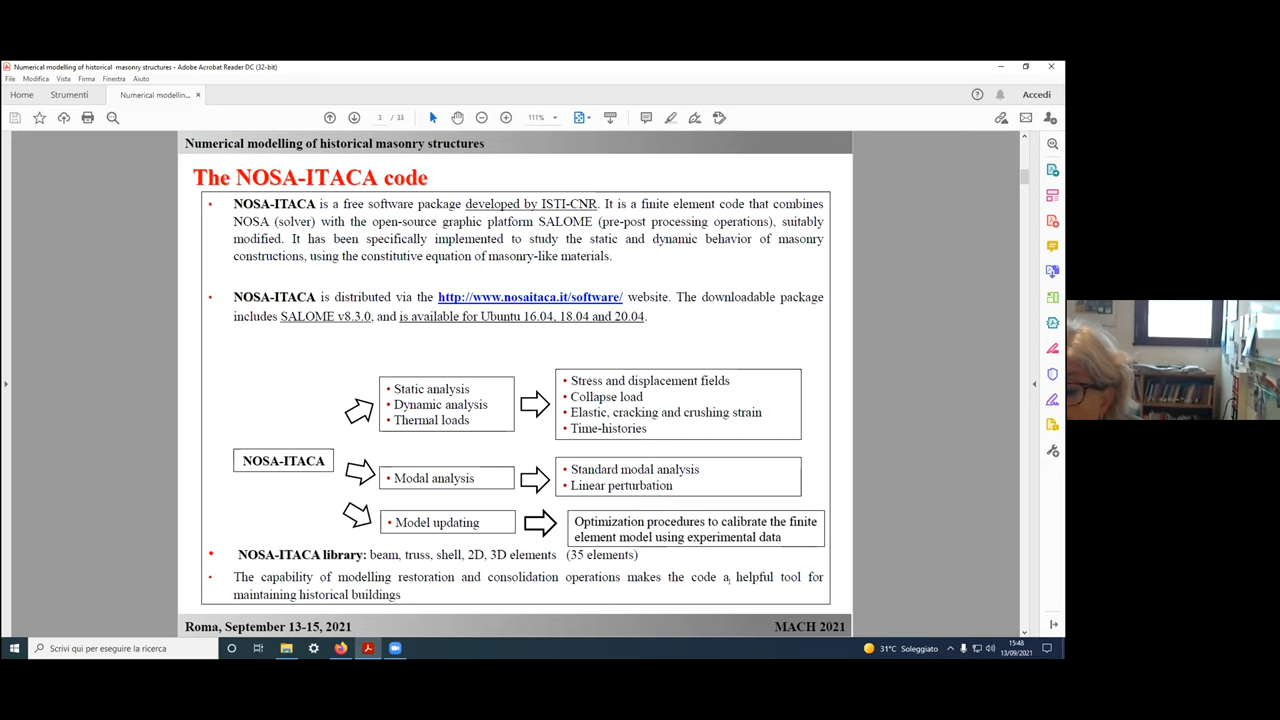 Numerical modelling of historical masonry structures - Adobe Acrobat Reader DC (32-bit)
File Modifica Vista Firma Finestra Aiuto
Home Strumenti Numerical modellin... × Accedi
3 / 33 111%
Numerical modelling of historical masonry structures
The NOSA-ITACA code
• NOSA-ITACA is a free software package developed by ISTI-CNR. It is a finite element code that combines
NOSA (solver) with the open-source graphic platform SALOME (pre-post processing operations), suitably
modified. It has been specifically implemented to study the static and dynamic behavior of masonry
constructions, using the constitutive equation of masonry-like materials.
• NOSA-ITACA is distributed via the http://www.nosaitaca.it/software/ website. The downloadable package
includes SALOME v8.3.0, and is available for Ubuntu 16.04, 18.04 and 20.04.
• Static analysis
• Dynamic analysis
• Thermal loads
• Stress and displacement fields
• Collapse load
• Elastic, cracking and crushing strain
• Time-histories
NOSA-ITACA
• Modal analysis
• Standard modal analysis
• Linear perturbation
• Model updating
Optimization procedures to calibrate the finite
element model using experimental data
• NOSA-ITACA library: beam, truss, shell, 2D, 3D elements (35 elements)
• The capability of modelling restoration and consolidation operations makes the code a helpful tool for
maintaining historical buildings
Roma, September 13-15, 2021 MACH 2021
Scrivi qui per eseguire la ricerca
31°C Soleggiato
15:48
13/09/2021